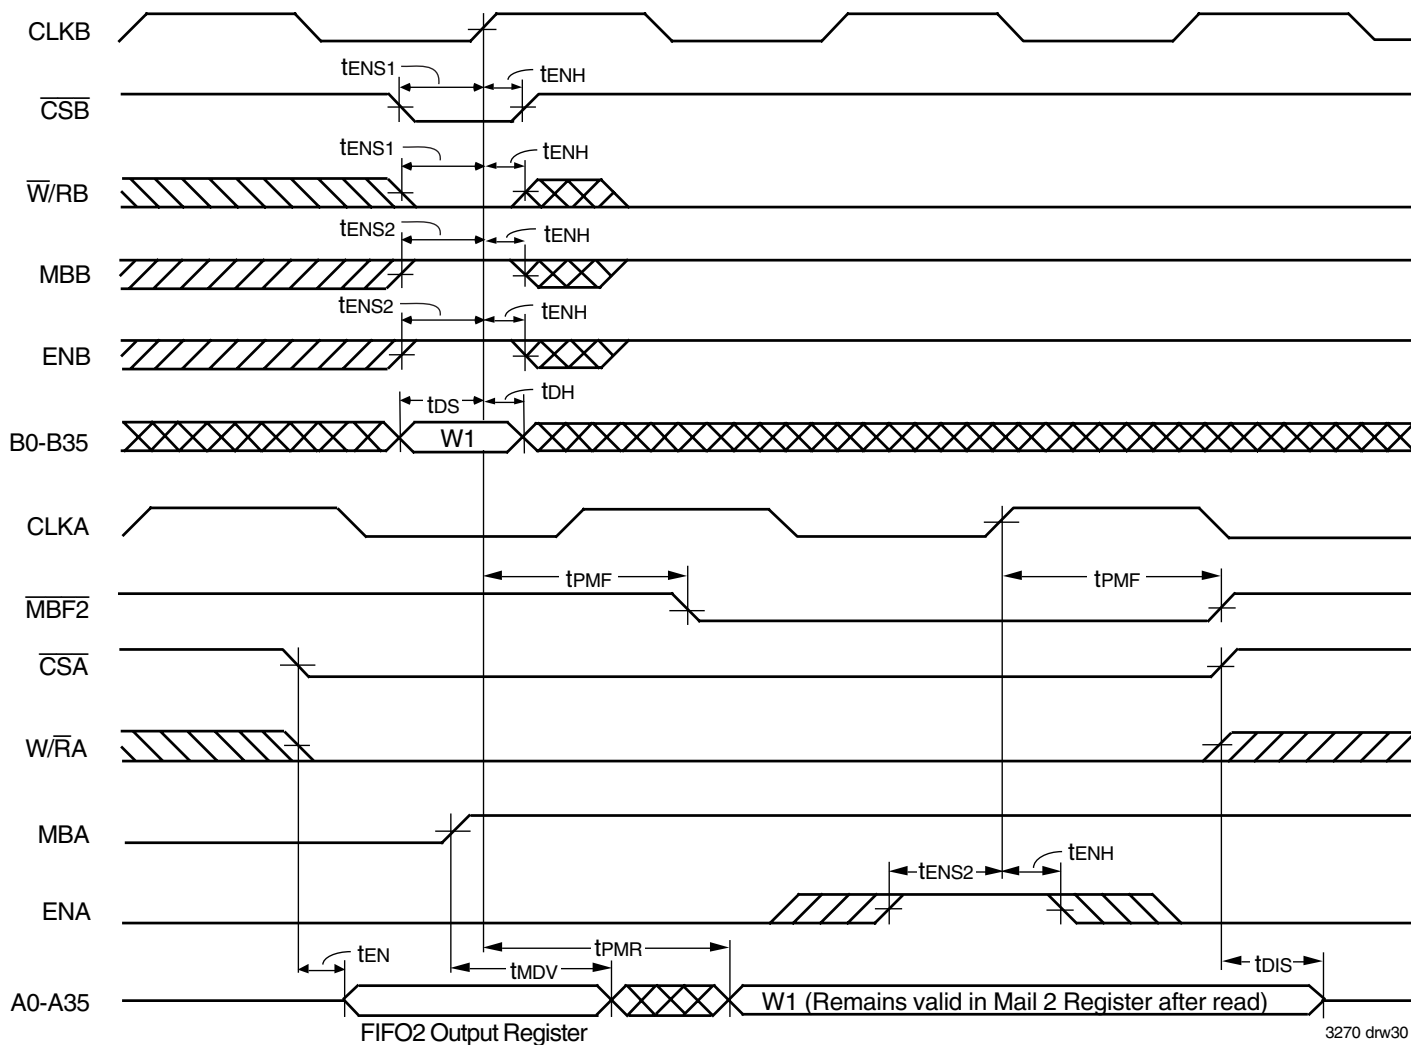 CLKB
tENS1
tENH
CSB
tENS1
tENH
W/RB
tENS2
tENH
MBB
tENS2
tENH
ENB
tDS
tDH
B0-B35
W1
CLKA
tPMF
tPMF
MBF2
CSA
W/RA
MBA
tENS2
tENH
ENA
tEN
tPMR
tMDV
tDIS
A0-A35
W1 (Remains valid in Mail 2 Register after read)
FIFO2 Output Register
3270 drw30